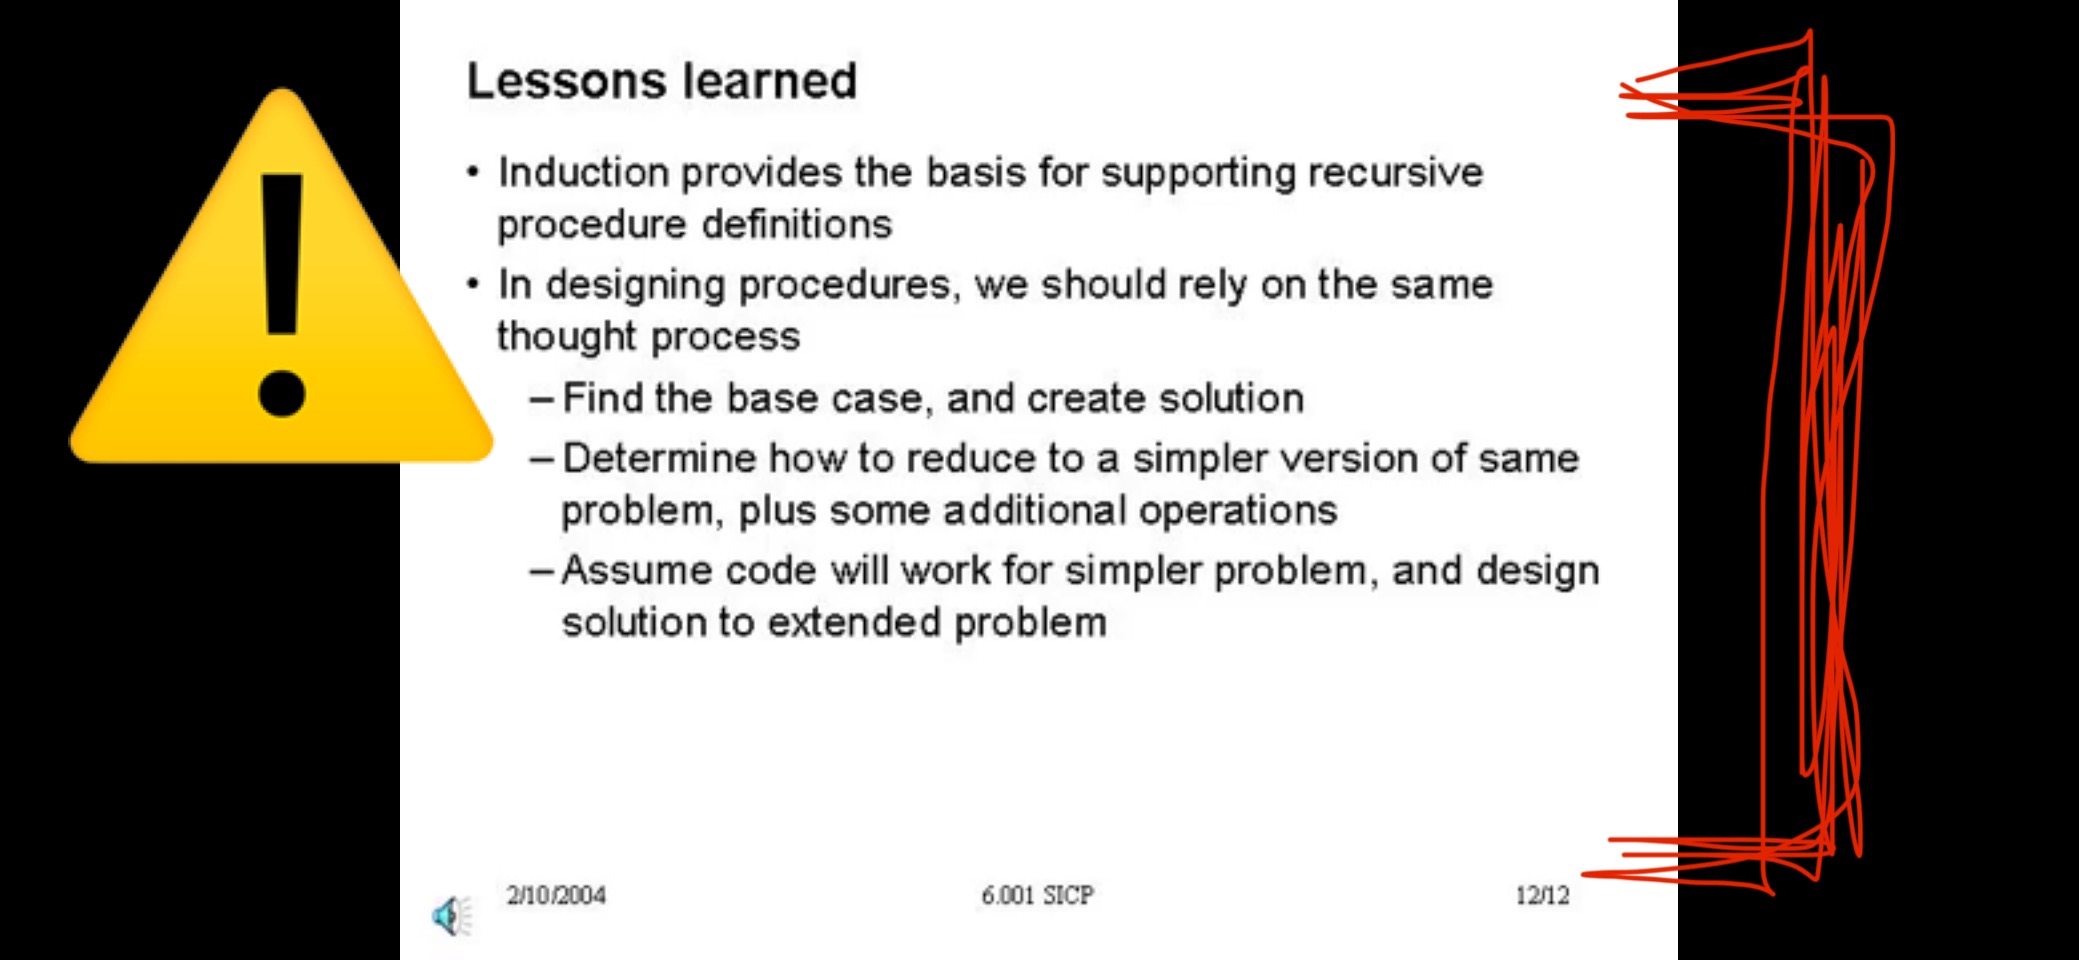 Lessons learned
• Induction provides the basis for supporting recursive
procedure definitions
• In designing procedures, we should rely on the same
thought process
– Find the base case, and create solution
– Determine how to reduce to a simpler version of same
problem, plus some additional operations
– Assume code will work for simpler problem, and design
solution to extended problem
2/10/2004 6.001 SICP 12/12